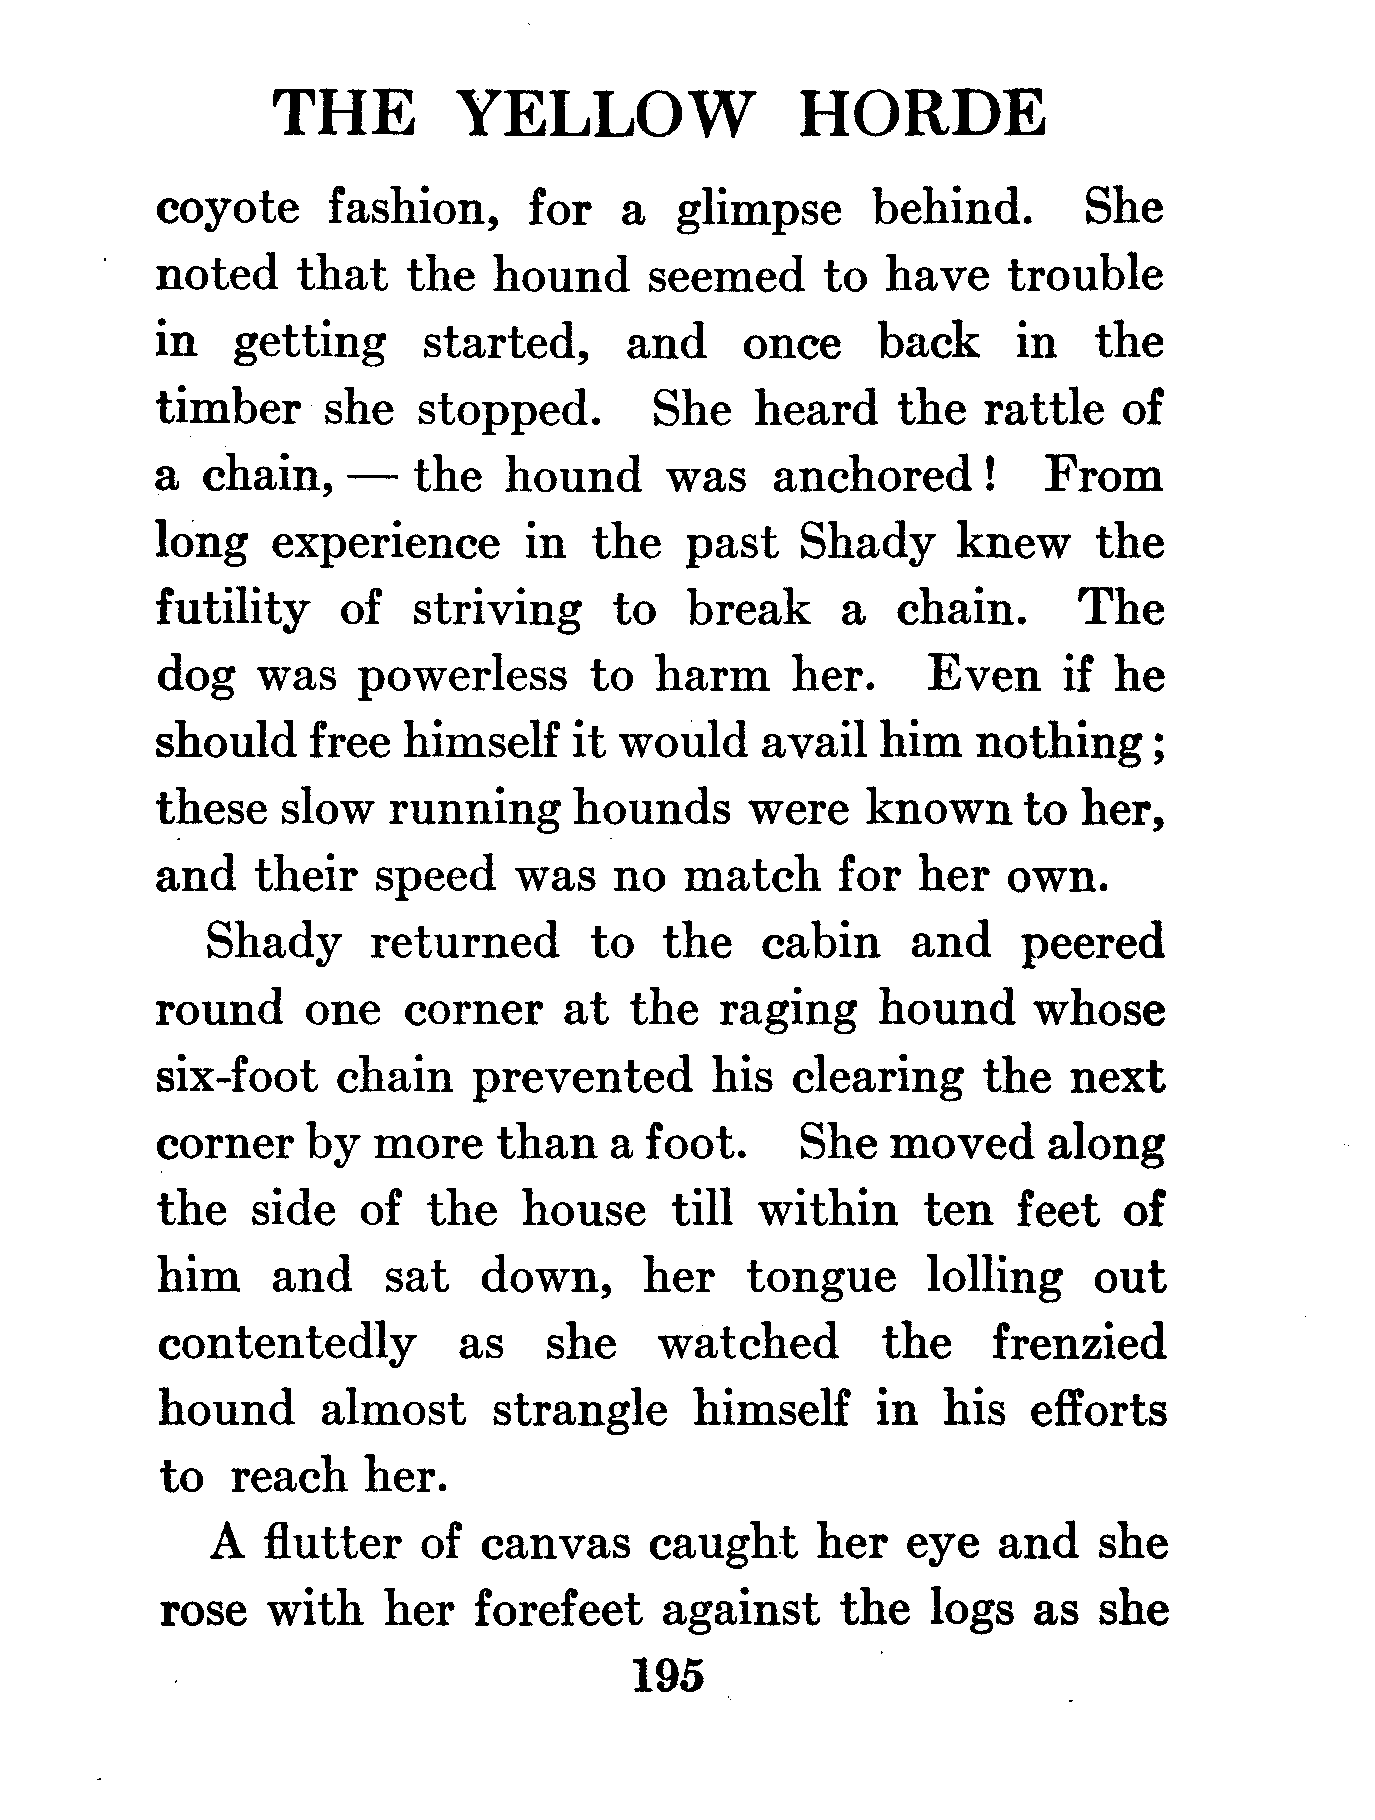 THE YELLOW HORDE
coyote fashion, for a glimpse behind. She
noted that the hound seemed to have trouble
in getting started, and once back in the
timber she stopped. She heard the rattle of
a chain, — the hound was anchored! From
long experience in the past Shady knew the
futility of striving to break a chain. The
dog was powerless to harm her. Even if he
should free himself it would avail him nothing;
these slow running hounds were known to her,
and their speed was no match for her own.
Shady returned to the cabin and peered
round one corner at the raging hound whose
six-foot chain prevented his clearing the next
corner by more than a foot. She moved along
the side of the house till within ten feet of
him and sat down, her tongue lolling out
contentedly as she watched the frenzied
hound almost strangle himself in his efforts
to reach her.
A flutter of canvas caught her eye and she
rose with her forefeet against the logs as she
195